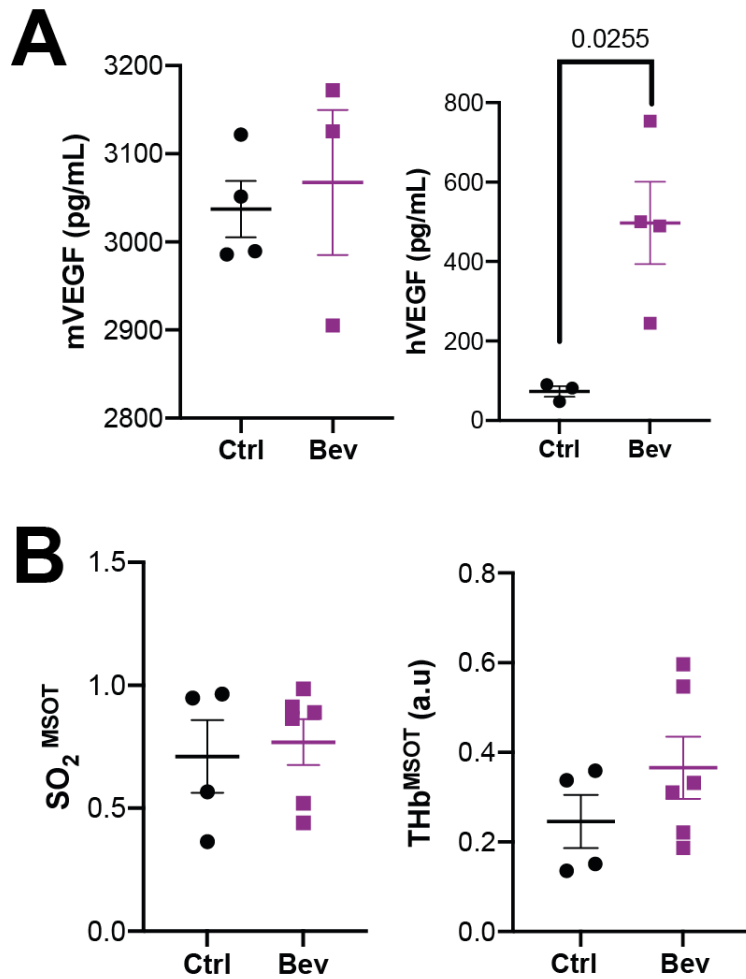 A
mVEGF (pg/mL)
3200
3100
3000
2900
2800
Ctrl
Bev
0.0255
hVEGF (pg/mL)
800
600
400
200
0
Ctrl
Bev
B
SO₂ᴹˢᴼᵀ
1.5
1.0
0.5
0.0
Ctrl
Bev
THbᴹˢᴼᵀ (a.u)
0.8
0.6
0.4
0.2
0.0
Ctrl
Bev